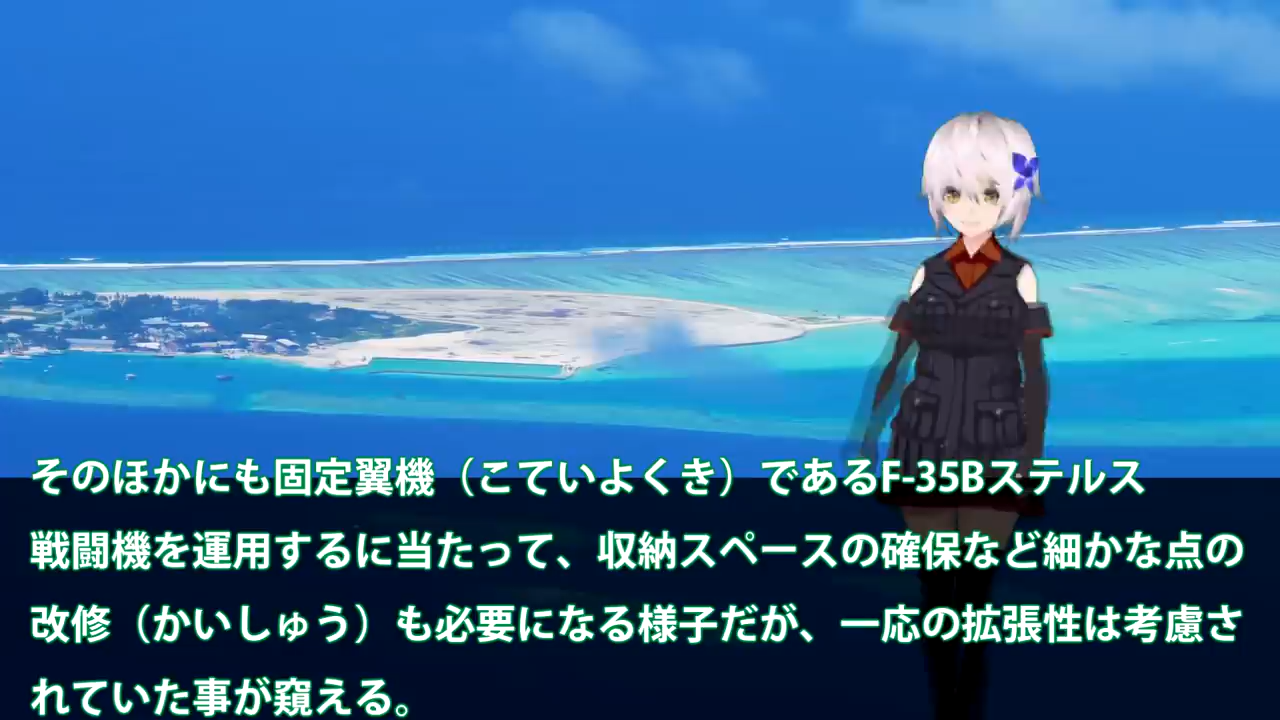 そのほかにも固定翼機（こていよくき）であるF-35Bステルス
戦闘機を運用するに当たって、収納スペースの確保など細かな点の
改修（かいしゅう）も必要になる様子だが、一応の拡張性は考慮さ
れていた事が窺える。